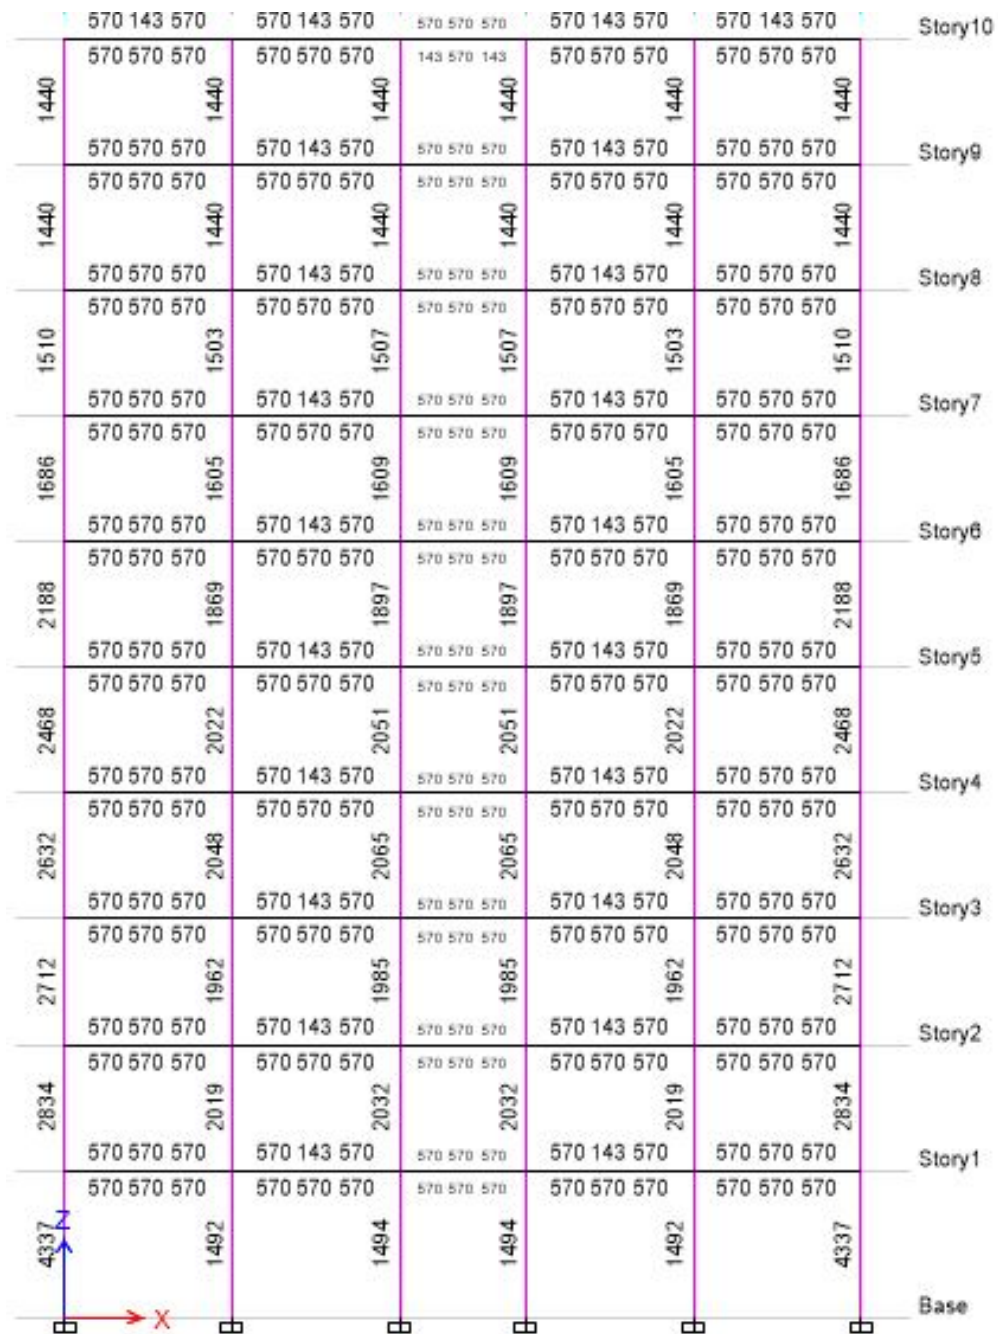 570 143 570 570 143 570 570 570 570 570 143 570 570 143 570 Story10
570 570 570 570 570 570 143 570 143 570 570 570 570 570 570
1440 1440 1440 1440 1440 1440
570 570 570 570 143 570 570 570 570 570 143 570 570 570 570 Story9
570 570 570 570 570 570 570 570 570 570 570 570 570 570 570
1440 1440 1440 1440 1440 1440
570 570 570 570 143 570 570 570 570 570 143 570 570 570 570 Story8
570 570 570 570 570 570 570 570 570 570 570 570 570 570 570
1510 1503 1507 1507 1503 1510
570 570 570 570 143 570 570 570 570 570 143 570 570 570 570 Story7
570 570 570 570 570 570 570 570 570 570 570 570 570 570 570
1686 1605 1609 1609 1605 1686
570 570 570 570 143 570 570 570 570 570 143 570 570 570 570 Story6
570 570 570 570 570 570 570 570 570 570 570 570 570 570 570
2188 1869 1897 1897 1869 2188
570 570 570 570 143 570 570 570 570 570 143 570 570 570 570 Story5
570 570 570 570 570 570 570 570 570 570 570 570 570 570 570
2468 2022 2051 2051 2022 2468
570 570 570 570 143 570 570 570 570 570 143 570 570 570 570 Story4
570 570 570 570 570 570 570 570 570 570 570 570 570 570 570
2632 2048 2065 2065 2048 2632
570 570 570 570 143 570 570 570 570 570 143 570 570 570 570 Story3
570 570 570 570 570 570 570 570 570 570 570 570 570 570 570
2712 1962 1985 1985 1962 2712
570 570 570 570 143 570 570 570 570 570 143 570 570 570 570 Story2
570 570 570 570 570 570 570 570 570 570 570 570 570 570 570
2834 2019 2032 2032 2019 2834
570 570 570 570 143 570 570 570 570 570 143 570 570 570 570 Story1
570 570 570 570 570 570 570 570 570 570 570 570 570 570 570
4337 1492 1494 1494 1492 4337
Z
X
Base